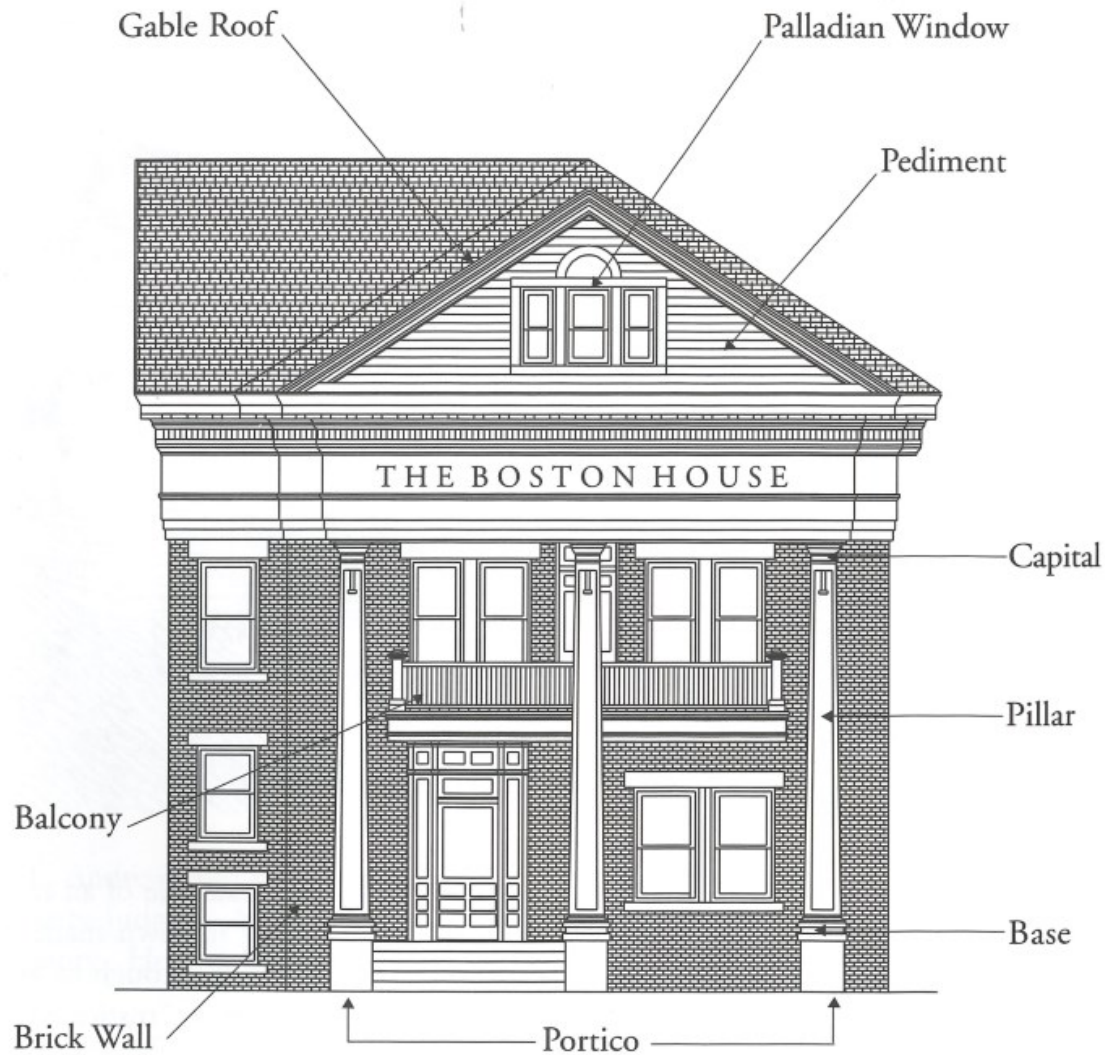 Gable Roof
Palladian Window
Pediment
THE BOSTON HOUSE
Capital
Pillar
Balcony
Base
Brick Wall
Portico